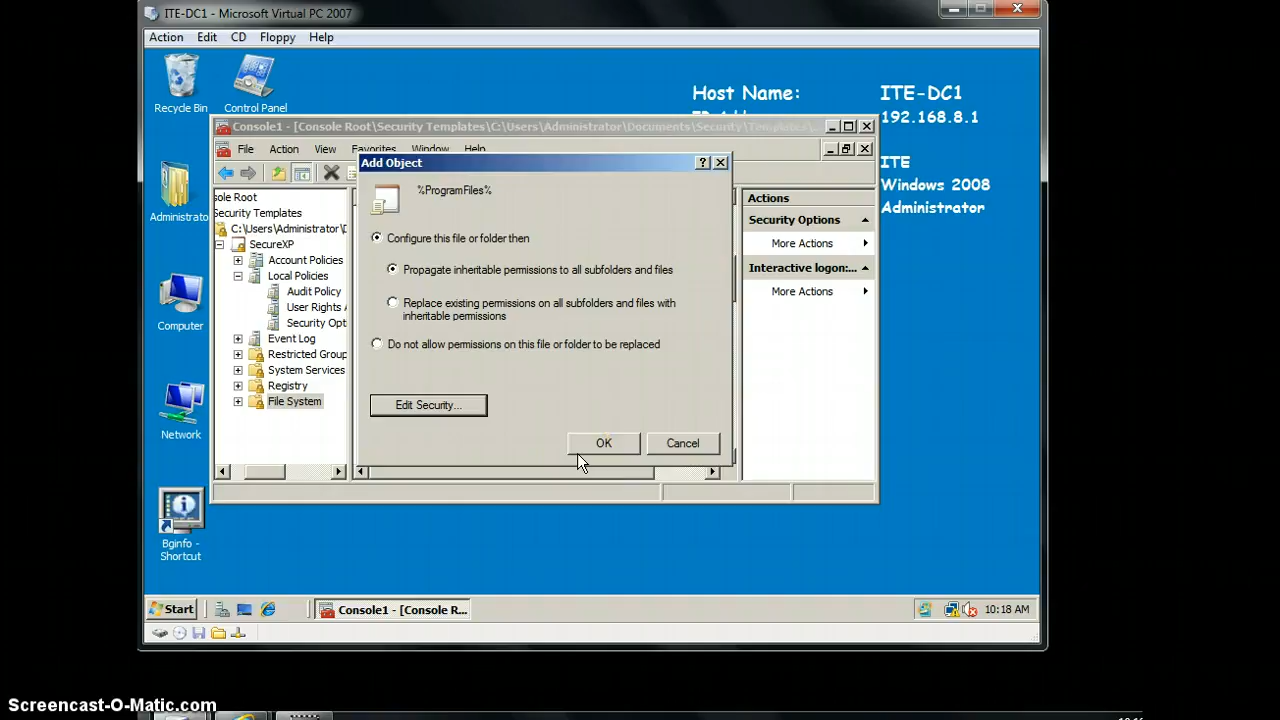 ITE-DC1 - Microsoft Virtual PC 2007
Action Edit CD Floppy Help
Recycle Bin
Control Panel
Host Name: ITE-DC1
192.168.8.1
ITE
Windows 2008
Administrator
Administrato
Computer
Network
Bginfo -
Shortcut
Console1 - [Console Root\Security Templates\C:\Users\Administrator\Documents\Security\Templates\
File Action View Favorites Window Help
sole Root
Security Templates
C:\Users\Administrator\D
SecureXP
Account Policies
Local Policies
Audit Policy
User Rights A
Security Opt
Event Log
Restricted Group
System Services
Registry
File System
Add Object
%ProgramFiles%
Configure this file or folder then
Propagate inheritable permissions to all subfolders and files
Replace existing permissions on all subfolders and files with
inheritable permissions
Do not allow permissions on this file or folder to be replaced
Edit Security...
OK Cancel
Actions
Security Options
More Actions
Interactive logon:...
More Actions
Start
Console1 - [Console R...
10:18 AM
Screencast-O-Matic.com